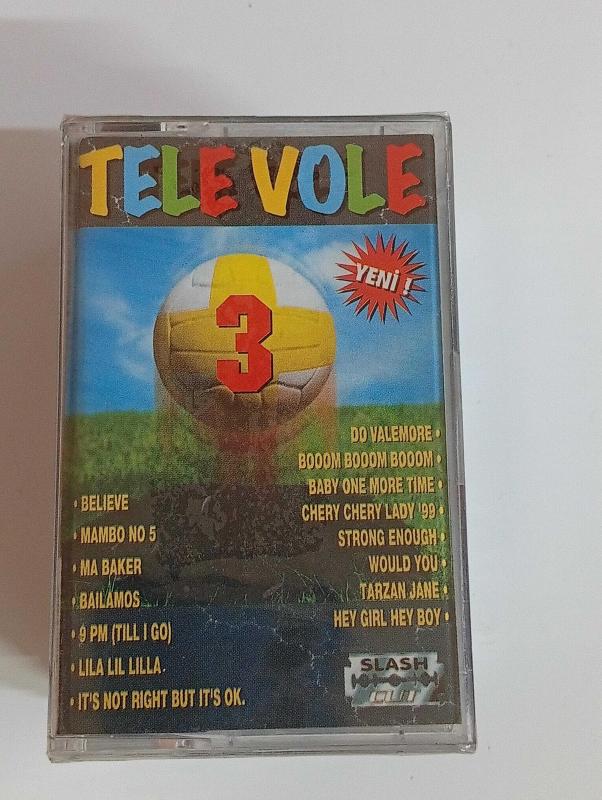 TELE VOLE
YENİ !
3
DO VALEMORE •
BOOOM BOOOM BOOOM •
BABY ONE MORE TIME •
CHERY CHERY LADY '99 •
STRONG ENOUGH •
WOULD YOU •
TARZAN JANE •
HEY GIRL HEY BOY •
• BELIEVE
• MAMBO NO 5
• MA BAKER
• BAILAMOS
• 9 PM (TILL I GO)
• LILA LIL LILLA
• IT'S NOT RIGHT BUT IT'S OK.
SLASH
CUT